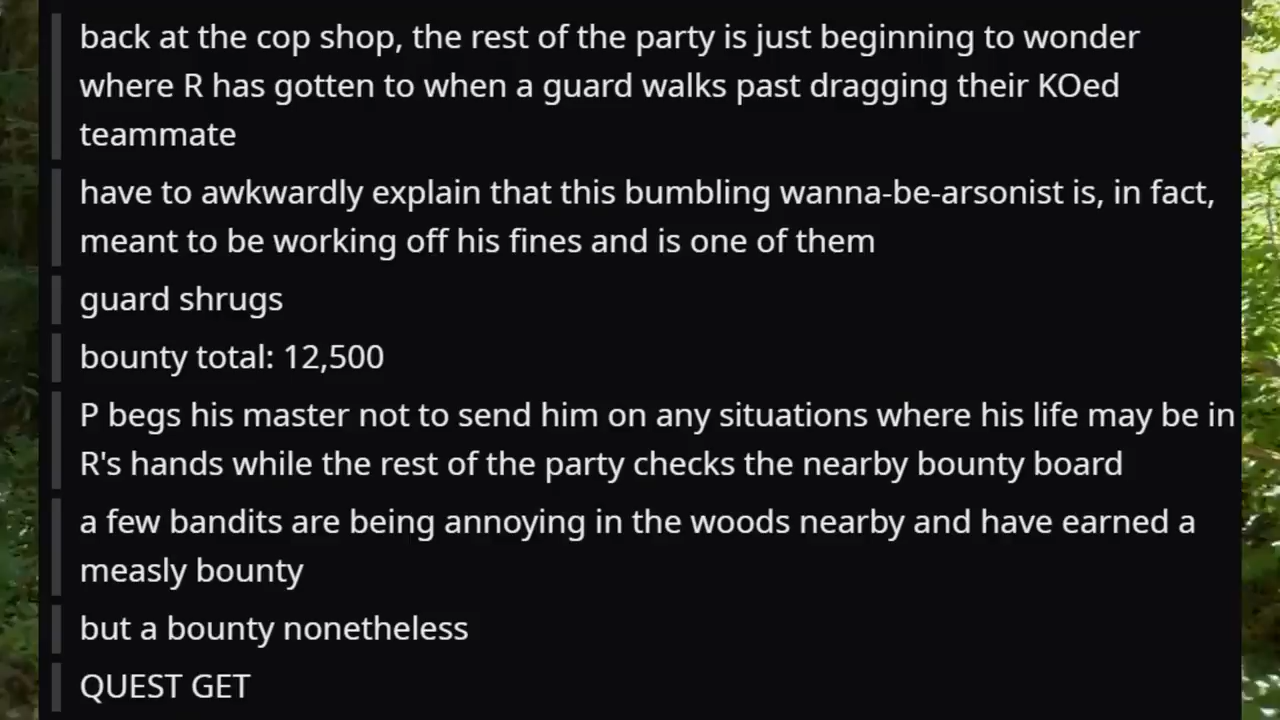 back at the cop shop, the rest of the party is just beginning to wonder
where R has gotten to when a guard walks past dragging their KOed
teammate
have to awkwardly explain that this bumbling wanna-be-arsonist is, in fact,
meant to be working off his fines and is one of them
guard shrugs
bounty total: 12,500
P begs his master not to send him on any situations where his life may be in
R's hands while the rest of the party checks the nearby bounty board
a few bandits are being annoying in the woods nearby and have earned a
measly bounty
but a bounty nonetheless
QUEST GET